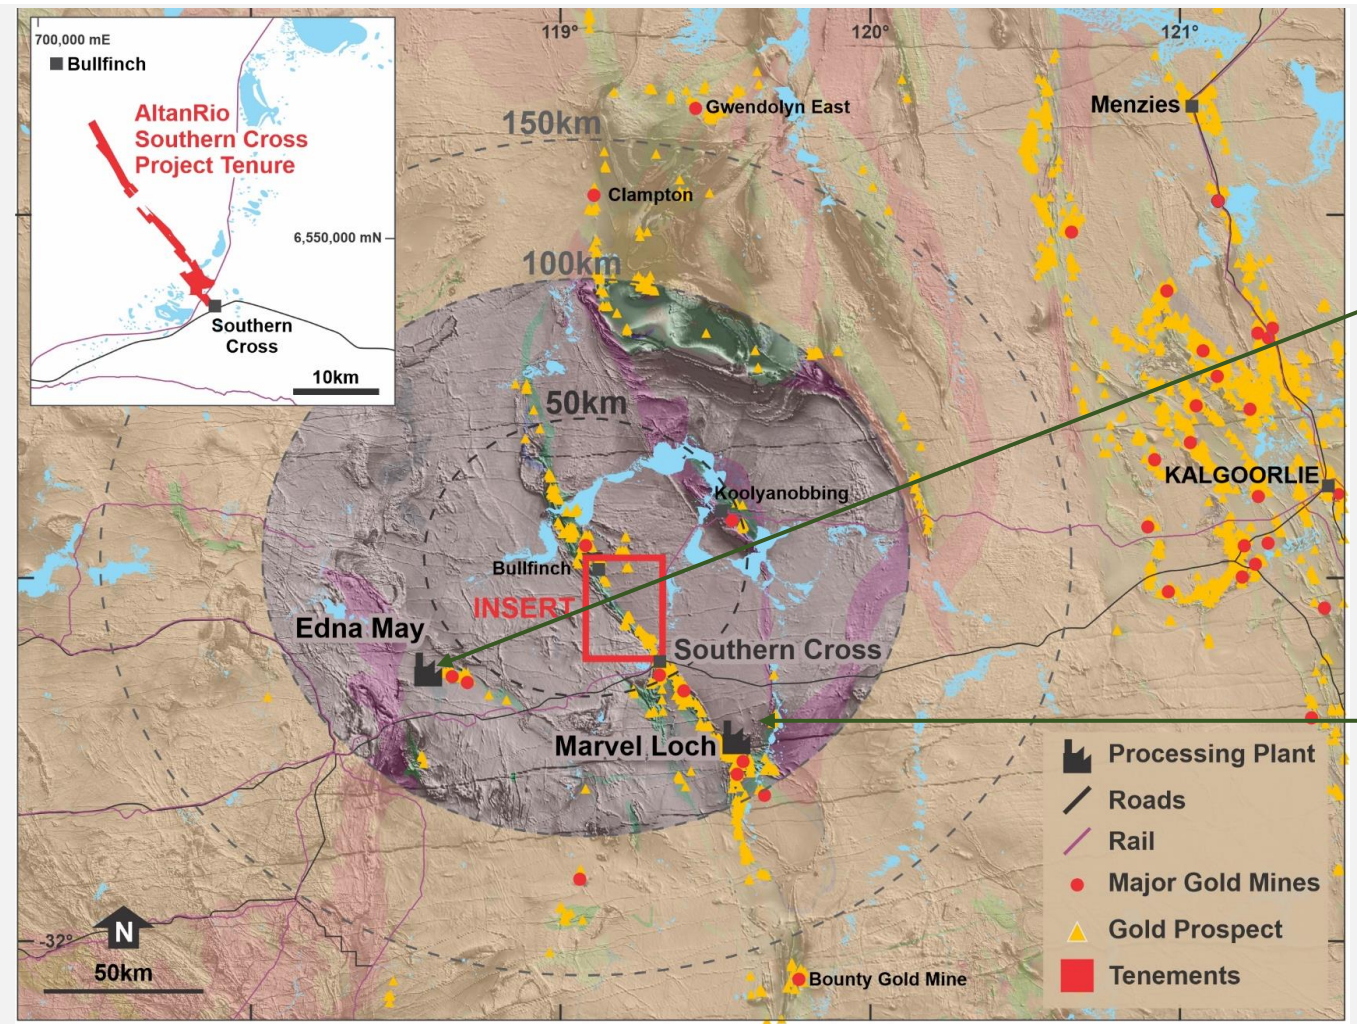 700,000 mE
Bullfinch
AltanRio
Southern Cross
Project Tenure
6,550,000 mN
Southern
Cross
10km
119°
120°
121°
150km
Gwendolyn East
Menzies
Clampton
100km
50km
KALGOORLIE
Koolyanobbing
Bullfinch
INSERT
Edna May
Southern Cross
Marvel Loch
Processing Plant
Roads
Rail
Major Gold Mines
Gold Prospect
Tenements
N
-32°
50km
Bounty Gold Mine